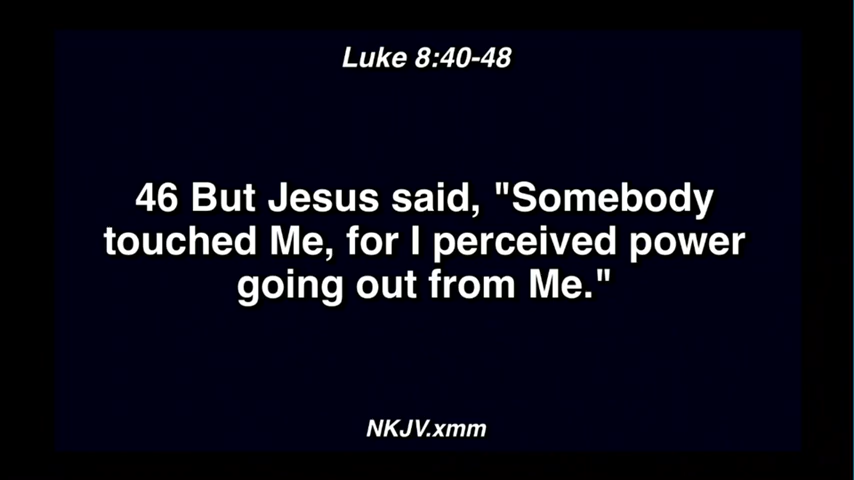 Luke 8:40-48
46 But Jesus said, "Somebody
touched Me, for I perceived power
going out from Me."
NKJV.xmm